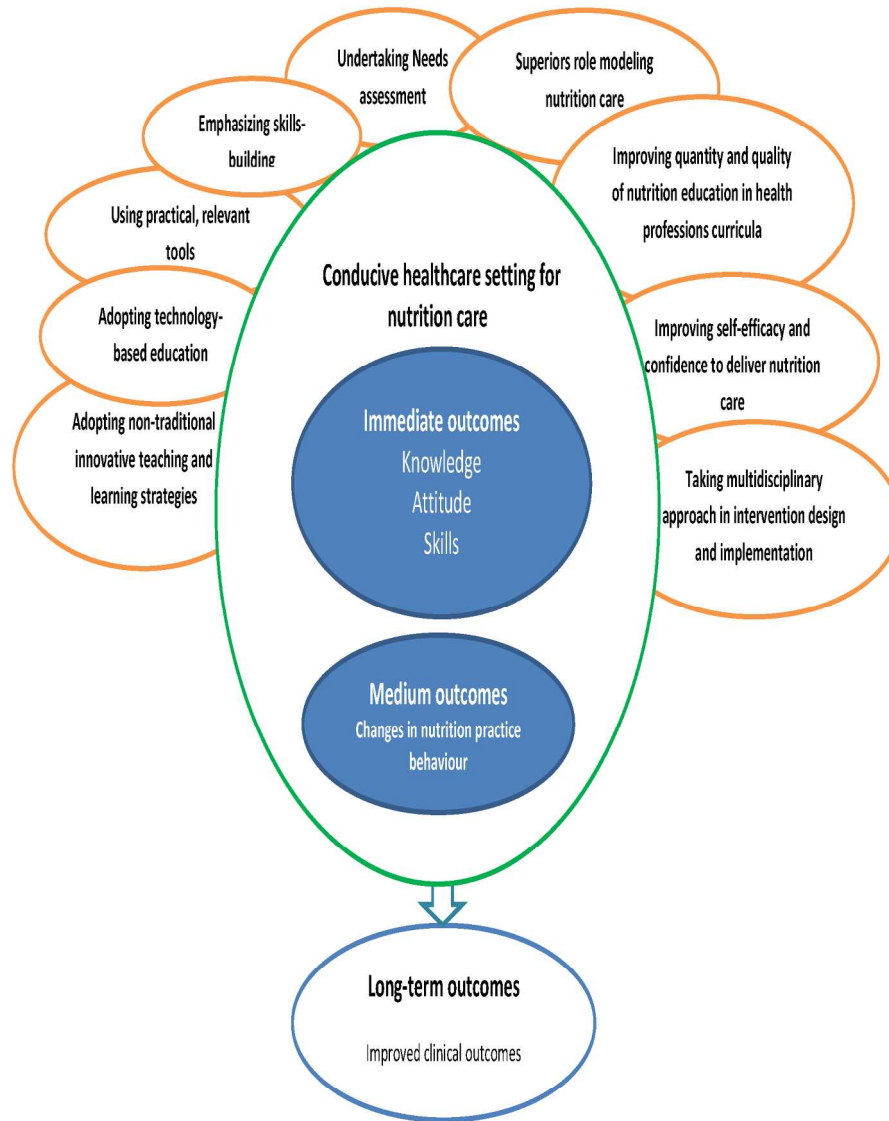 Undertaking Needs
assessment
Superiors role modeling
nutrition care
Emphasizing skills-
building
Improving quantity and quality
of nutrition education in health
professions curricula
Using practical, relevant
tools
Conducive healthcare setting for
nutrition care
Adopting technology-
based education
Improving self-efficacy and
confidence to deliver nutrition
care
Adopting non-traditional
innovative teaching and
learning strategies
Immediate outcomes
Knowledge
Attitude
Skills
Taking multidisciplinary
approach in intervention design
and implementation
Medium outcomes
Changes in nutrition practice
behaviour
Long-term outcomes
Improved clinical outcomes